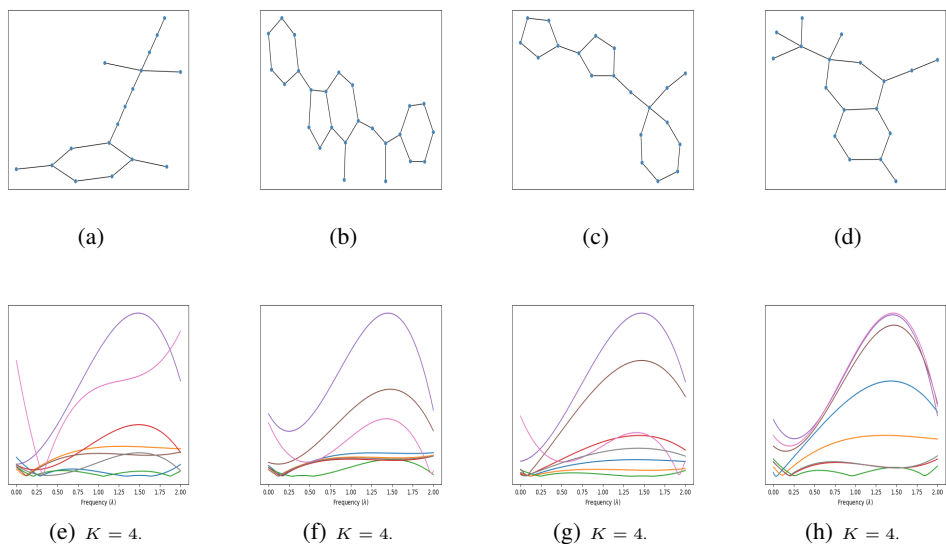 (a) (b) (c) (d)
0.00 0.25 0.50 0.75 1.00 1.25 1.50 1.75 2.00 0.00 0.25 0.50 0.75 1.00 1.25 1.50 1.75 2.00 0.00 0.25 0.50 0.75 1.00 1.25 1.50 1.75 2.00 0.00 0.25 0.50 0.75 1.00 1.25 1.50 1.75 2.00
Frequency (λ) Frequency (λ) Frequency (λ) Frequency (λ)
(e) K = 4. (f) K = 4. (g) K = 4. (h) K = 4.